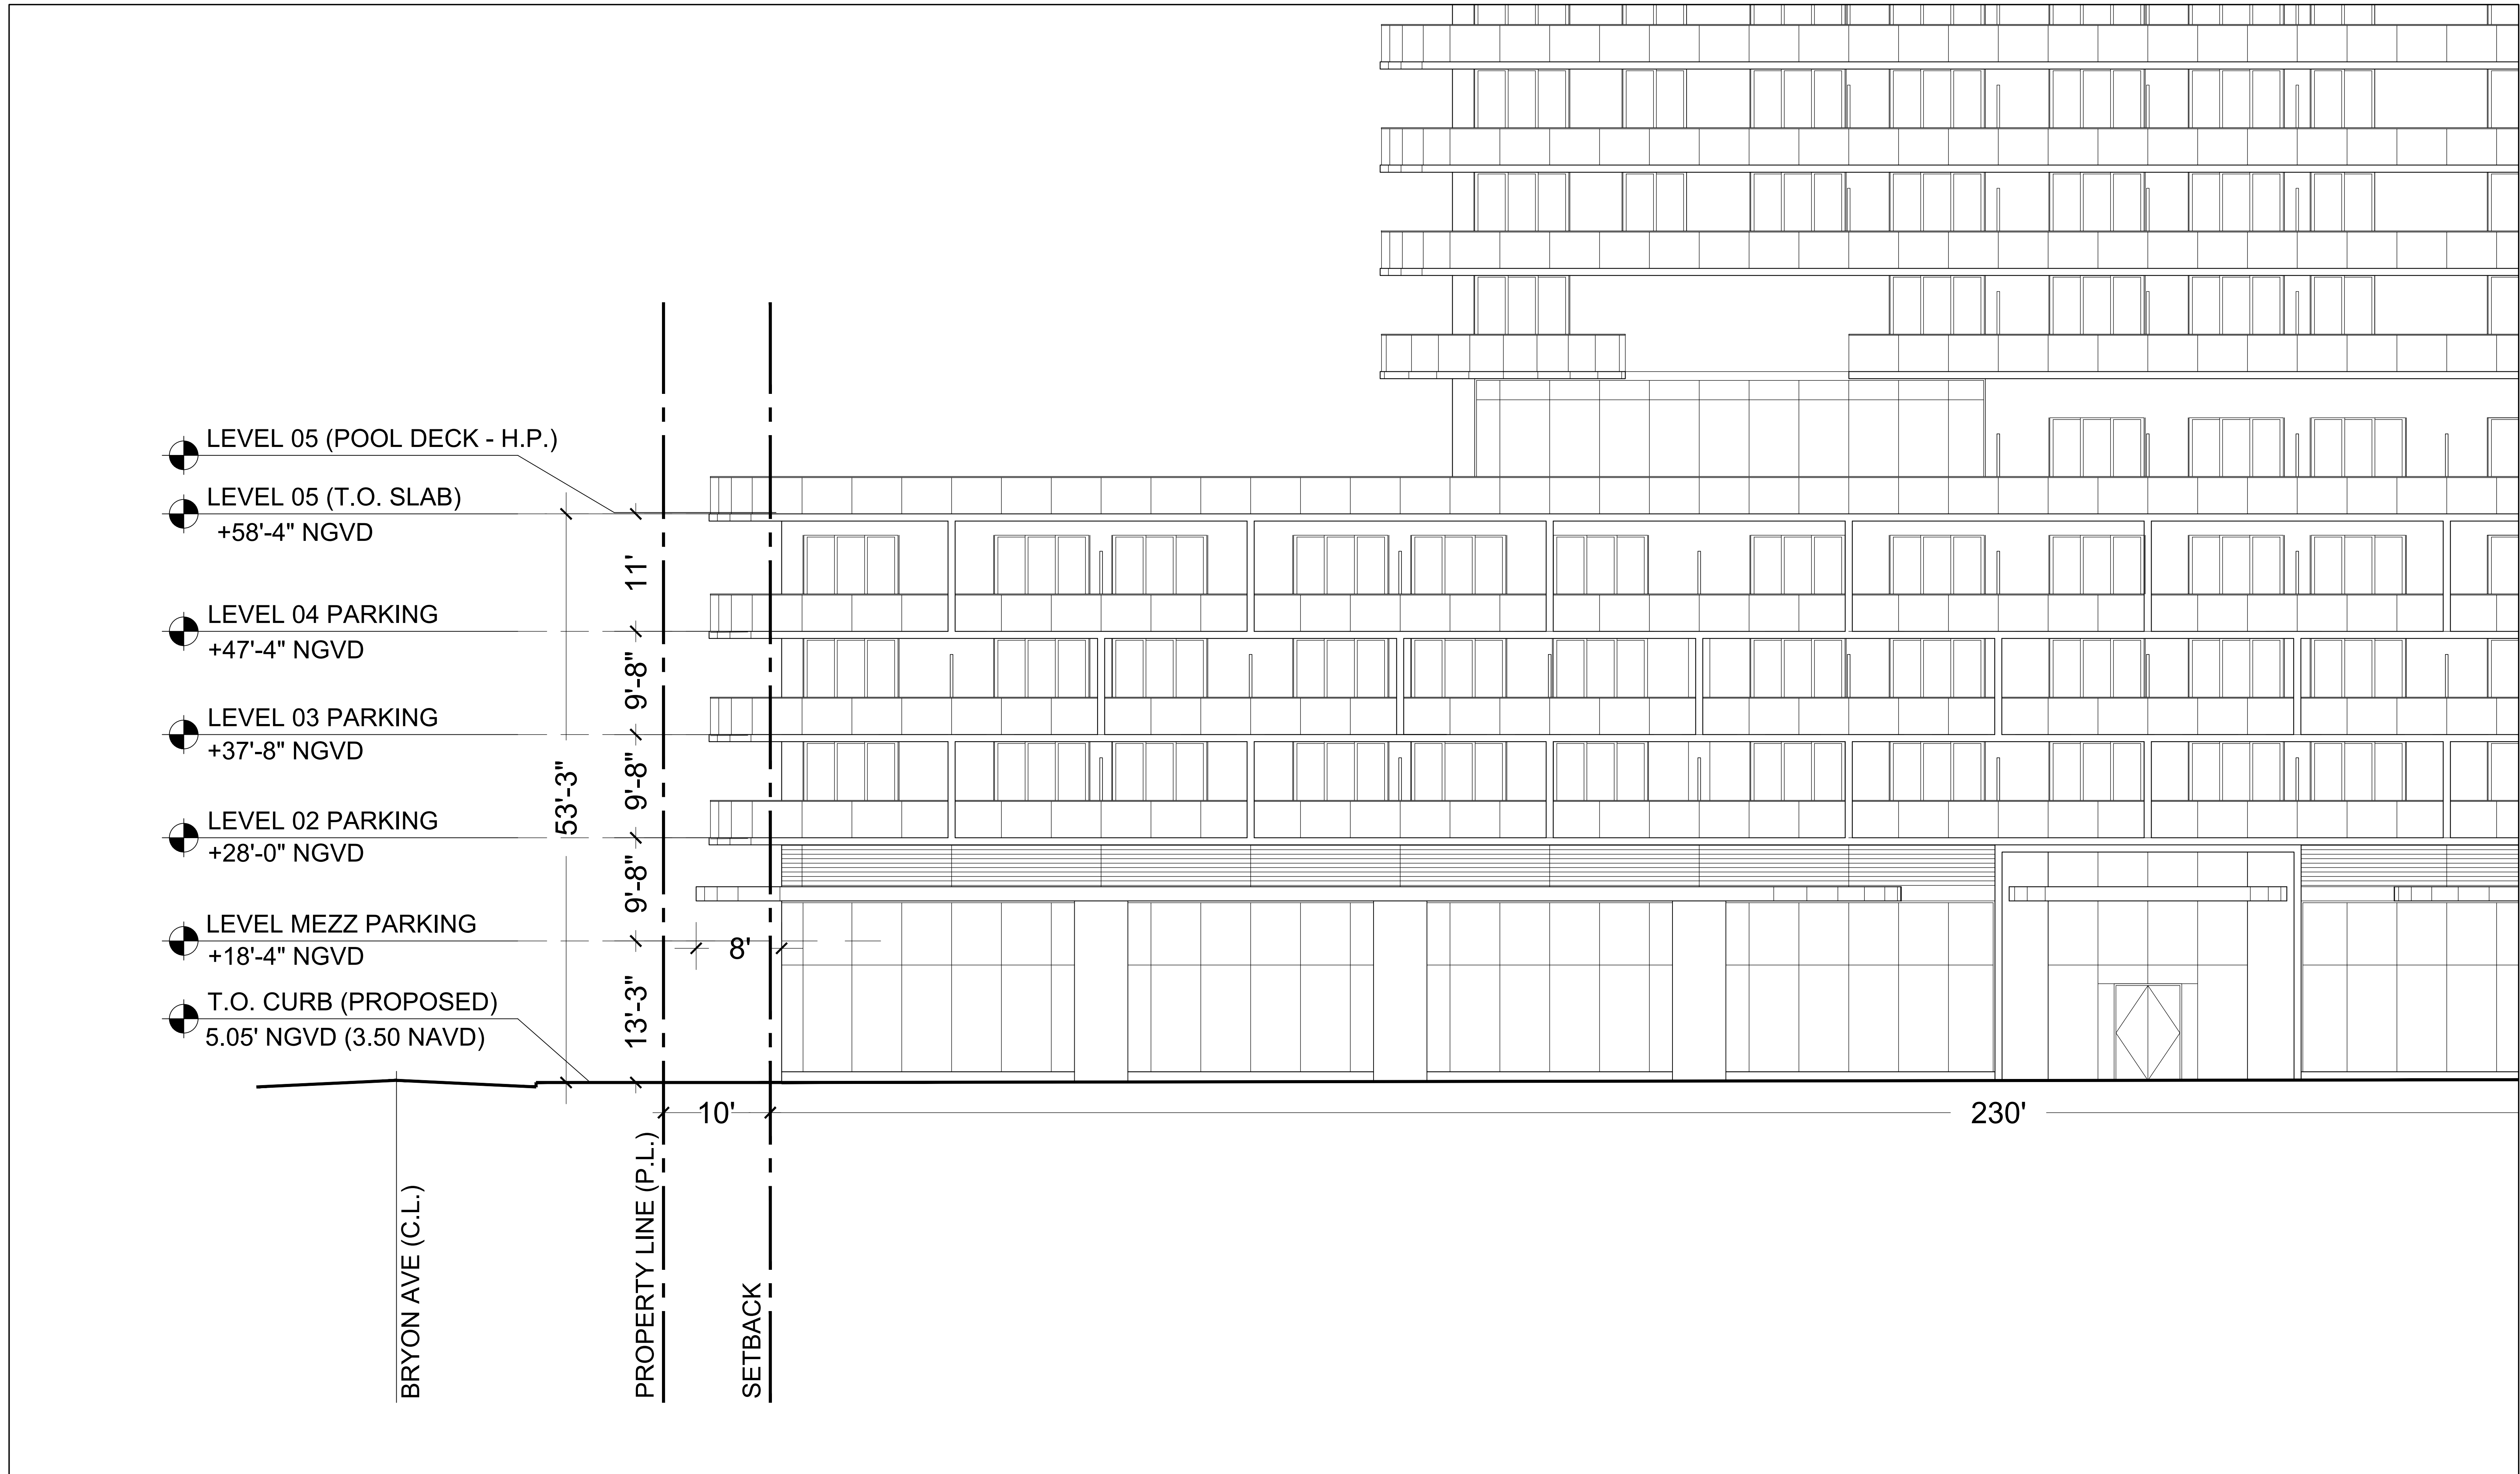 LEVEL 05 (POOL DECK - H.P.)
LEVEL 05 (T.O. SLAB)
+58'-4" NGVD
11'
LEVEL 04 PARKING
+47'-4" NGVD
9'-8"
LEVEL 03 PARKING
+37'-8" NGVD
9'-8"
53'-3"
LEVEL 02 PARKING
+28'-0" NGVD
9'-8"
LEVEL MEZZ PARKING
+18'-4" NGVD
8'
T.O. CURB (PROPOSED)
5.05' NGVD (3.50 NAVD)
13'-3"
10'
230'
BRYON AVE (C.L.)
PROPERTY LINE (P.L.)
SETBACK